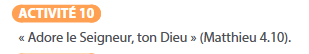 ACTIVITÉ 10
« Adore le Seigneur, ton Dieu » (Matthieu 4.10).